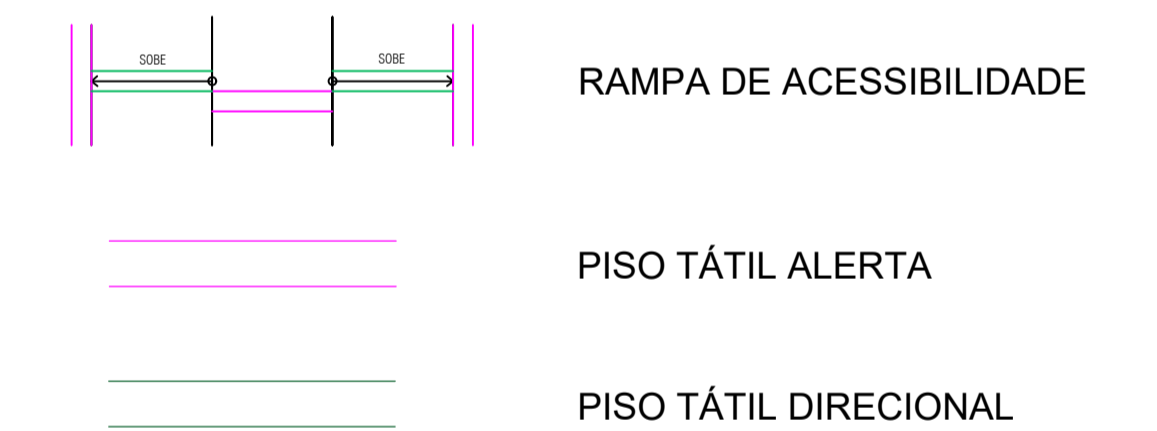 SOBE
SOBE
RAMPA DE ACESSIBILIDADE
PISO TÁTIL ALERTA
PISO TÁTIL DIRECIONAL